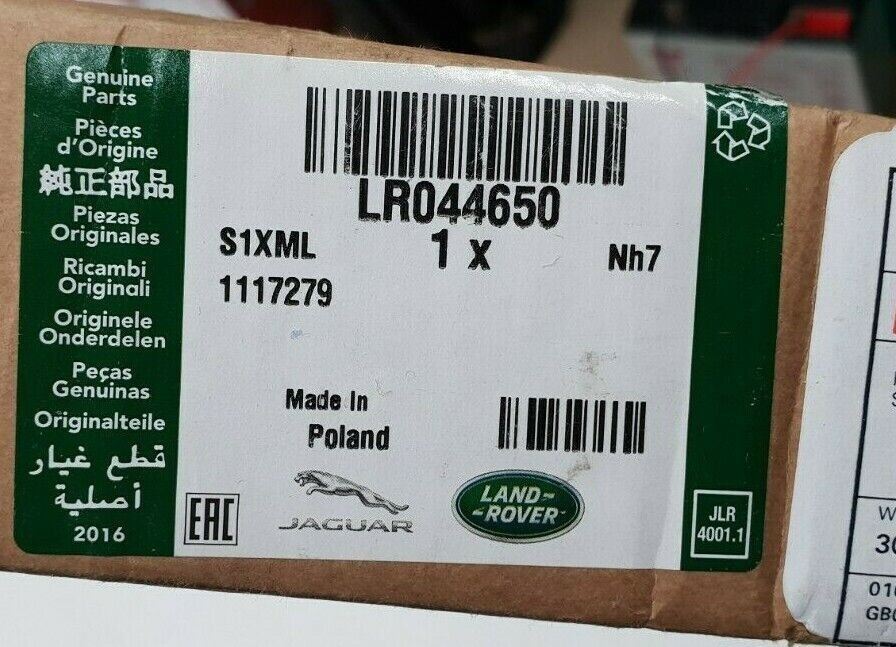 Genuine
Parts
Pièces
d'Origine
純正部品
Piezas
Originales
Ricambi
Originali
Originele
Onderdelen
Peças
Genuinas
Originalteile
قطع غيار
أصلية
2016
LR044650
S1XML
1 x
Nh7
1117279
Made In
Poland
EAC
JAGUAR
LAND-
-ROVER
JLR
4001.1